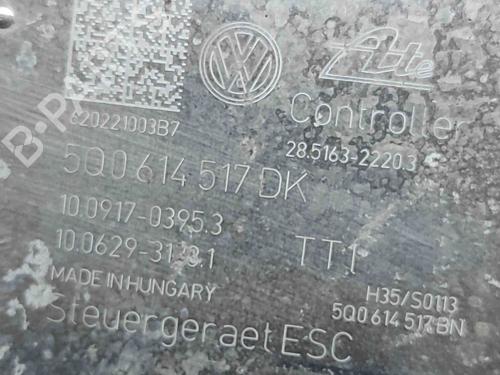 Ate
Controller
620221003B7
28.5163-2220.3
5Q0 614 517 DK
10.0917-0395.3
TT1
MADE IN HUNGARY
H35/S0113
5Q0 614 517 BN
Steuergeraet ESC